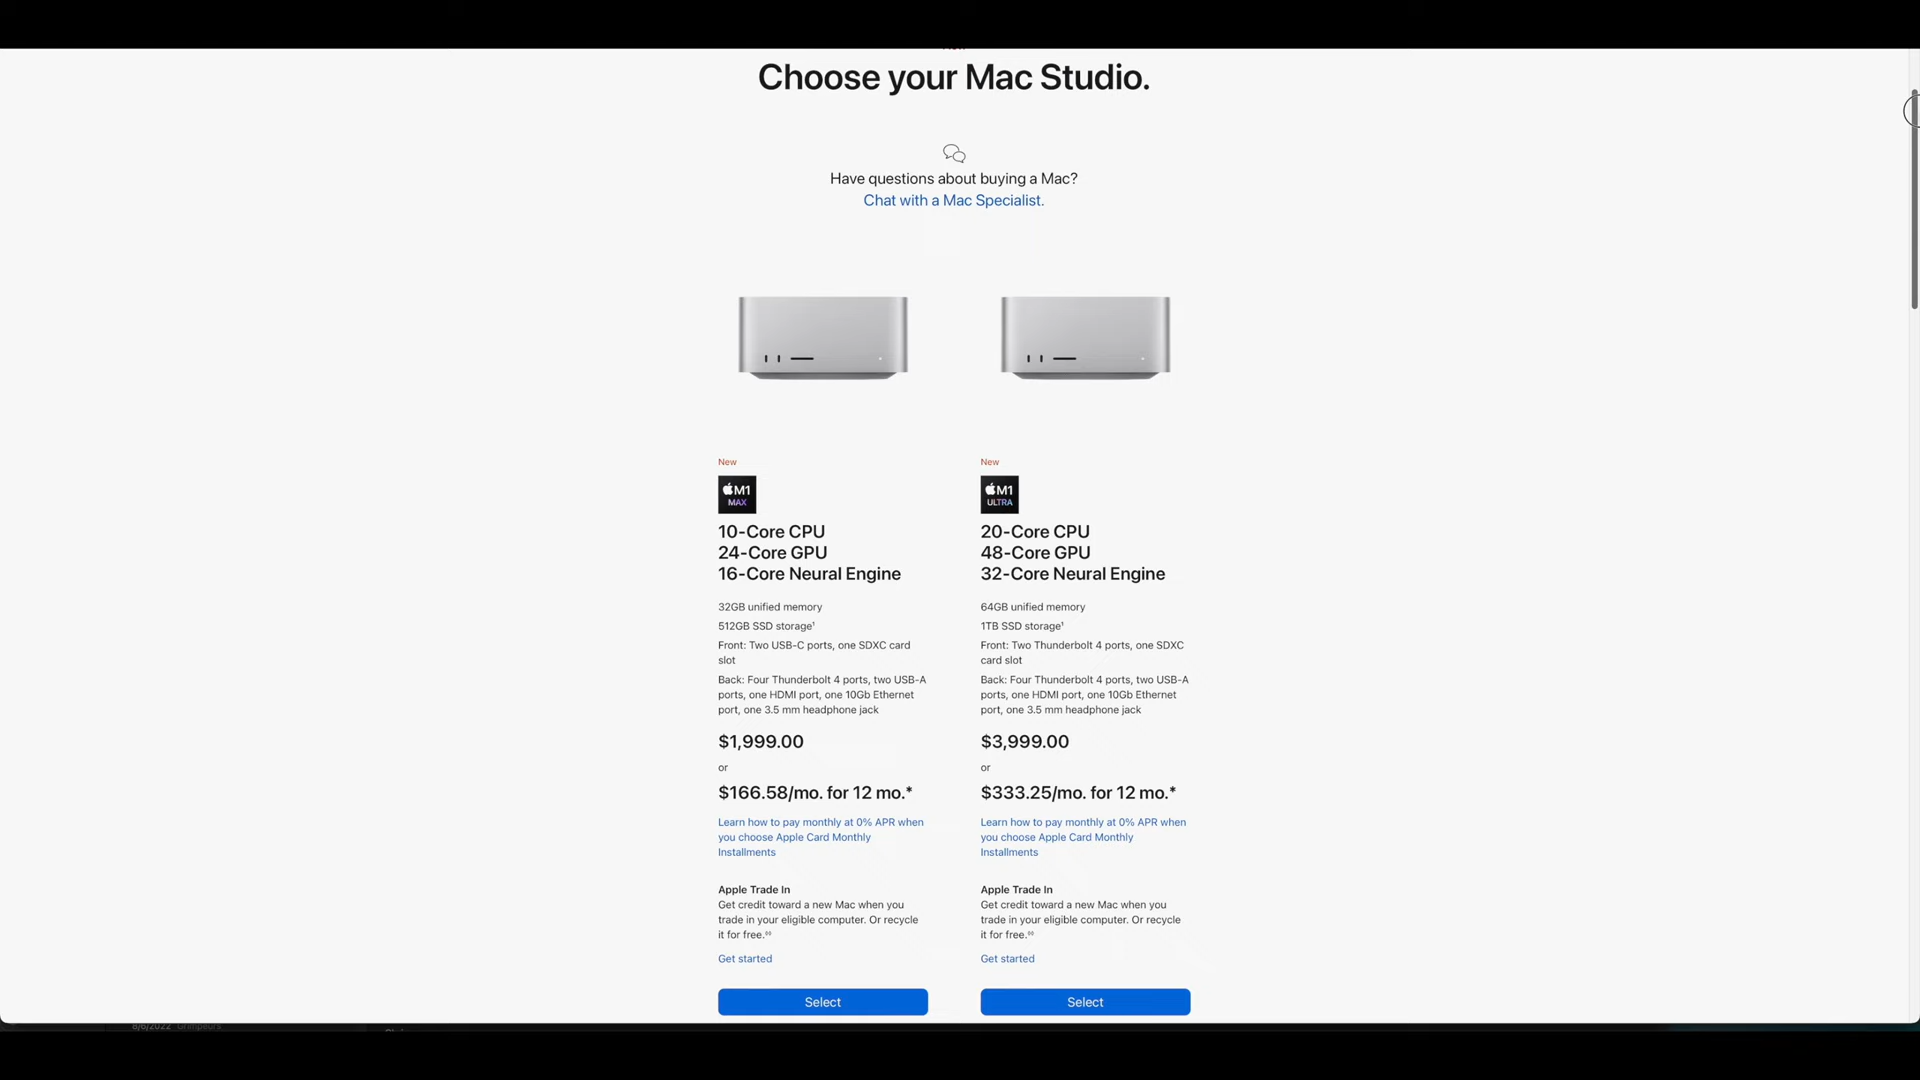 Choose your Mac Studio.
Have questions about buying a Mac?
Chat with a Mac Specialist.
New
M1
MAX
10-Core CPU
24-Core GPU
16-Core Neural Engine
32GB unified memory
512GB SSD storage¹
Front: Two USB-C ports, one SDXC card
slot
Back: Four Thunderbolt 4 ports, two USB-A
ports, one HDMI port, one 10Gb Ethernet
port, one 3.5 mm headphone jack
$1,999.00
or
$166.58/mo. for 12 mo.*
Learn how to pay monthly at 0% APR when
you choose Apple Card Monthly
Installments
Apple Trade In
Get credit toward a new Mac when you
trade in your eligible computer. Or recycle
it for free.◊◊
Get started
Select
New
M1
ULTRA
20-Core CPU
48-Core GPU
32-Core Neural Engine
64GB unified memory
1TB SSD storage¹
Front: Two Thunderbolt 4 ports, one SDXC
card slot
Back: Four Thunderbolt 4 ports, two USB-A
ports, one HDMI port, one 10Gb Ethernet
port, one 3.5 mm headphone jack
$3,999.00
or
$333.25/mo. for 12 mo.*
Learn how to pay monthly at 0% APR when
you choose Apple Card Monthly
Installments
Apple Trade In
Get credit toward a new Mac when you
trade in your eligible computer. Or recycle
it for free.◊◊
Get started
Select
8/6/2022 Grimpeurs